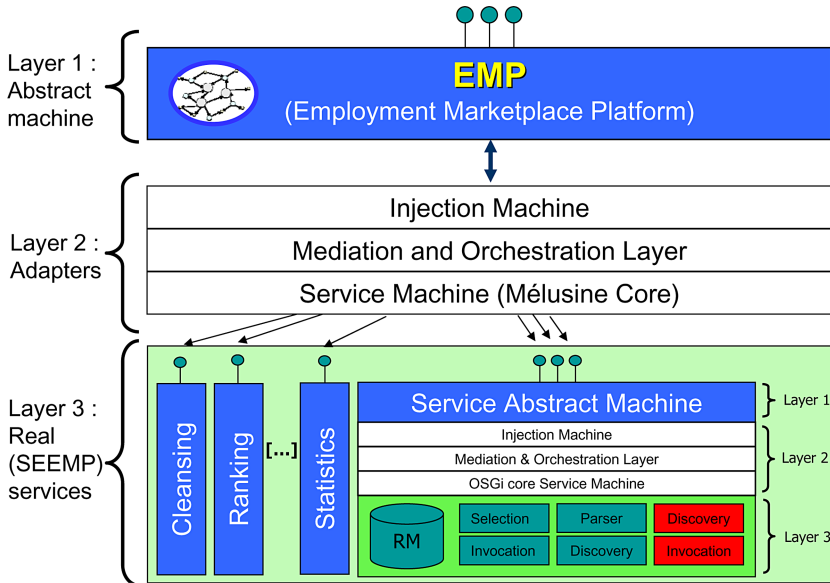 Layer 1 :
Abstract
machine
EMP
(Employment Marketplace Platform)
Layer 2 :
Adapters
Injection Machine
Mediation and Orchestration Layer
Service Machine (Mélusine Core)
Layer 3 :
Real
(SEEMP)
services
Cleansing
Ranking
[...]
Statistics
Service Abstract Machine
Layer 1
Injection Machine
Mediation & Orchestration Layer
OSGi core Service Machine
Layer 2
RM
Selection
Parser
Discovery
Invocation
Discovery
Invocation
Layer 3